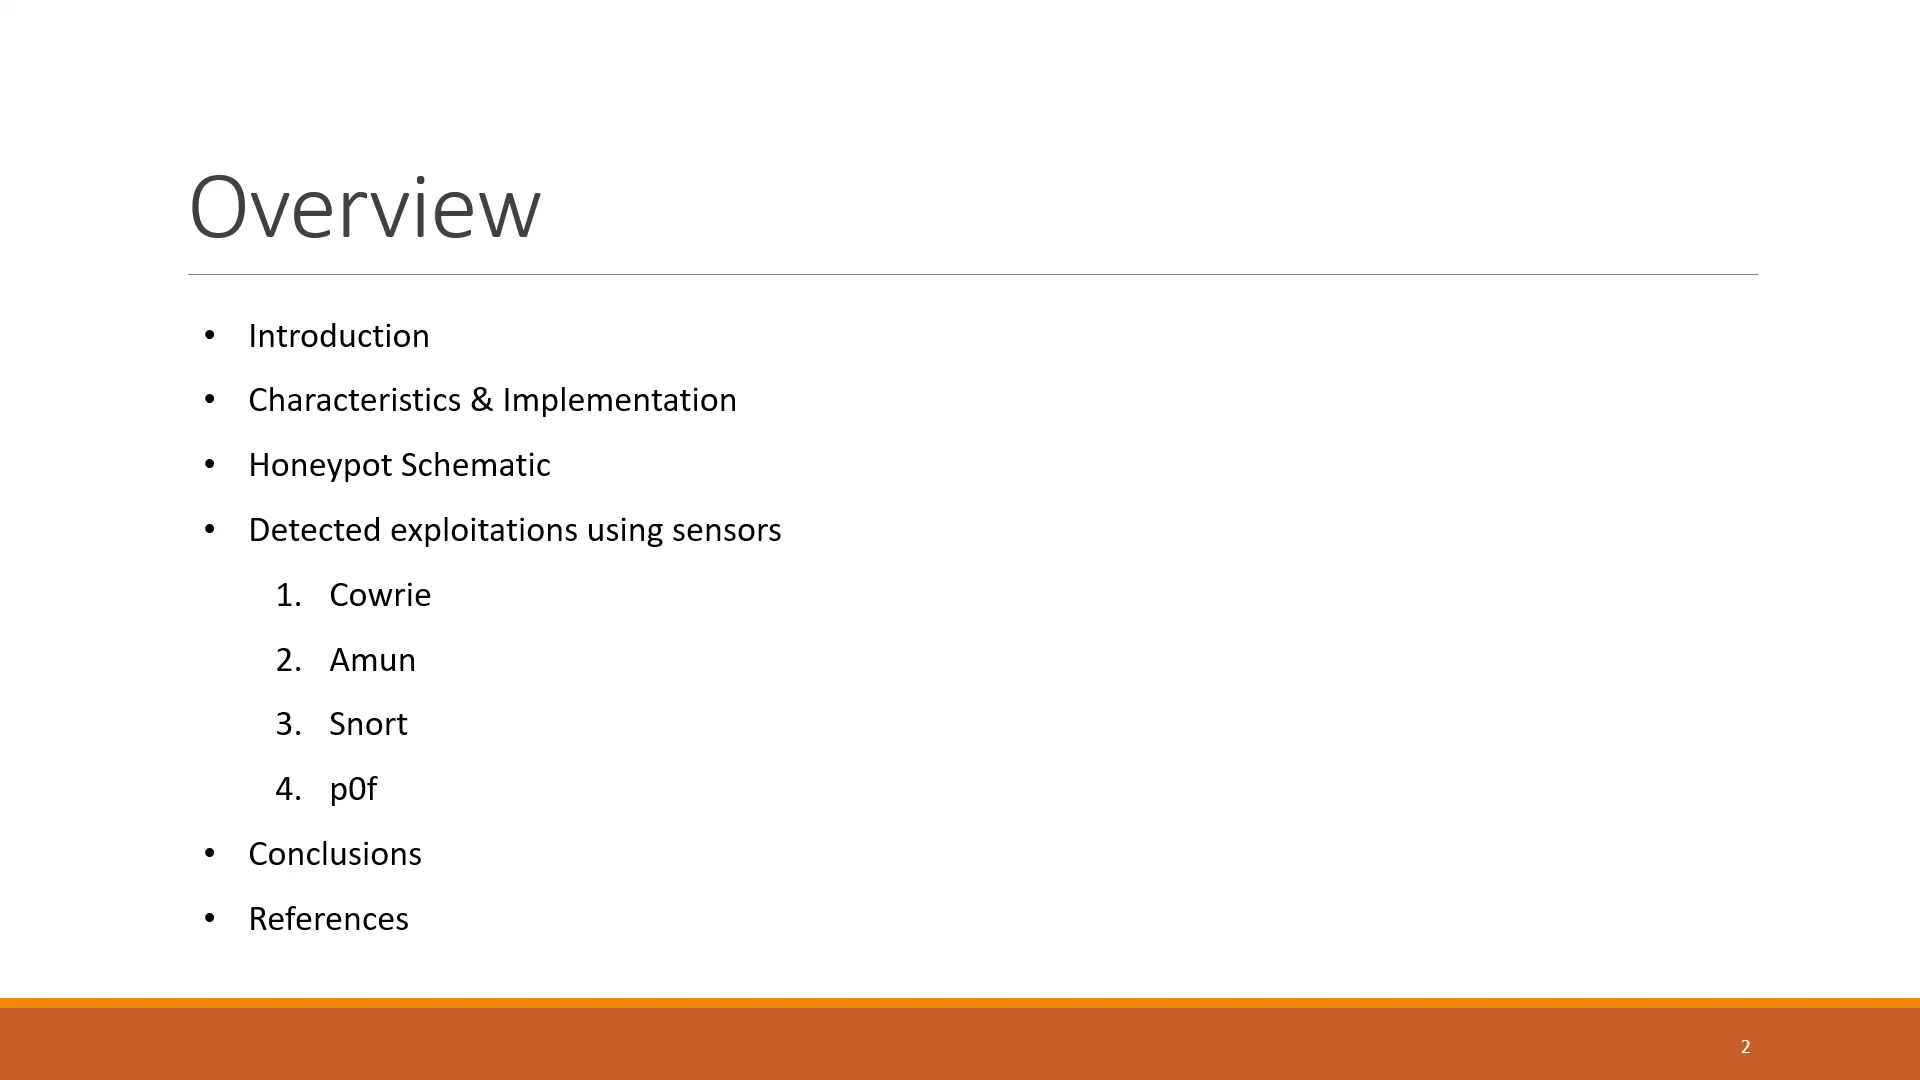 Overview
• Introduction
• Characteristics & Implementation
• Honeypot Schematic
• Detected exploitations using sensors
1. Cowrie
2. Amun
3. Snort
4. p0f
• Conclusions
• References
2